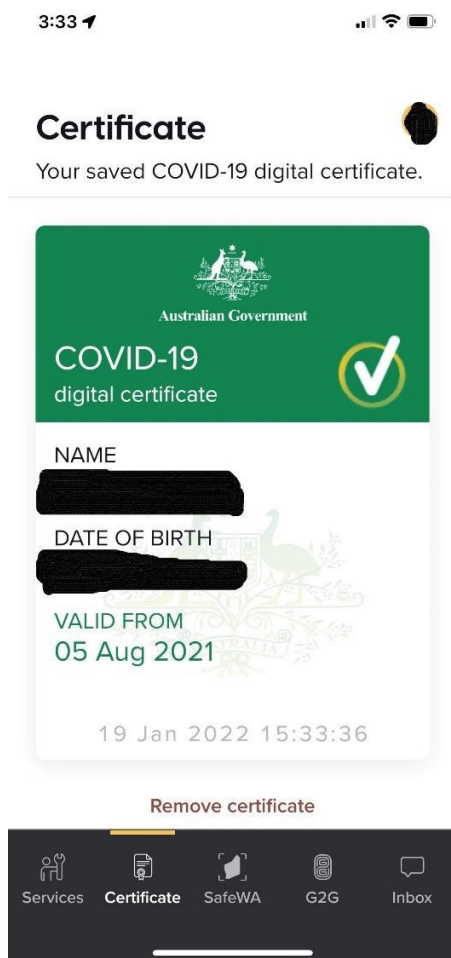 3:33
Certificate
Your saved COVID-19 digital certificate.
Australian Government
COVID-19
digital certificate
NAME
DATE OF BIRTH
VALID FROM
05 Aug 2021
AUSTRALIA
19 Jan 2022 15:33:36
Remove certificate
Services Certificate SafeWA G2G Inbox